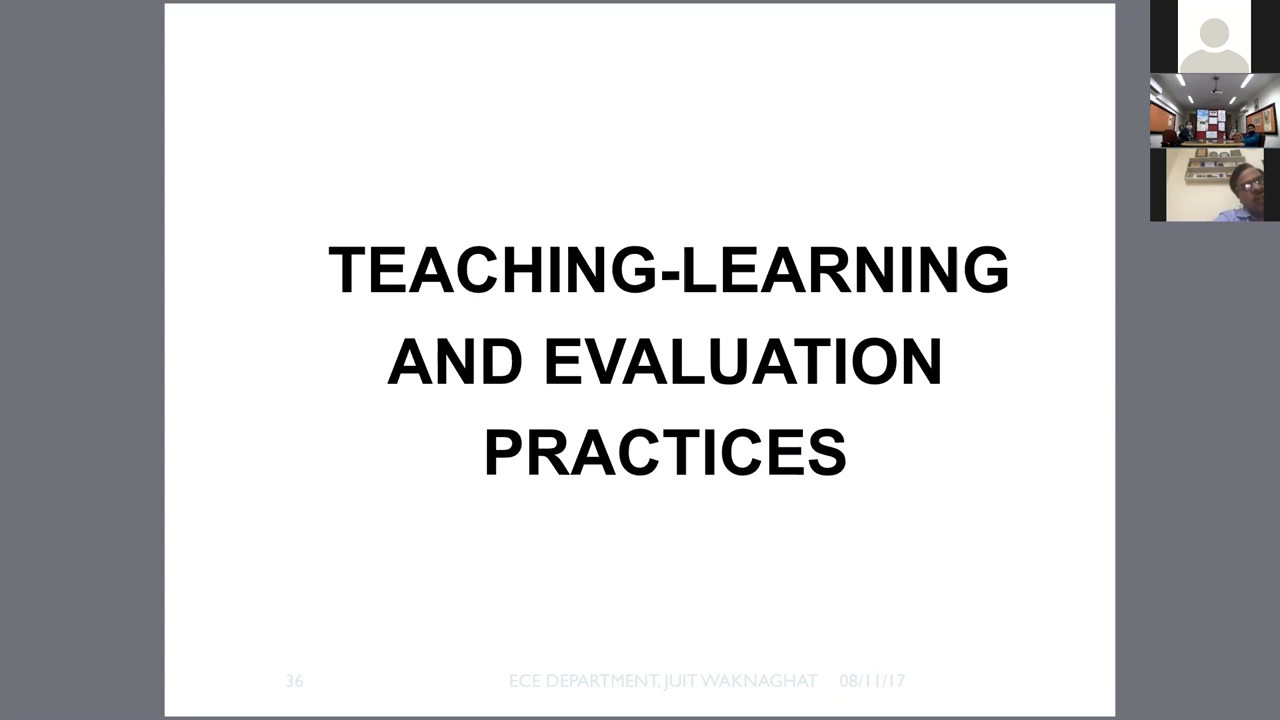 TEACHING-LEARNING
AND EVALUATION
PRACTICES
36 ECE DEPARTMENT, JUIT WAKNAGHAT 08/11/17